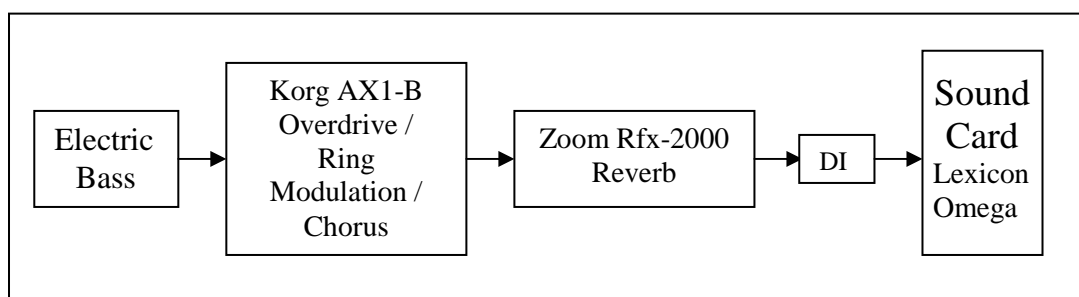 Electric
Bass
Korg AX1-B
Overdrive /
Ring
Modulation /
Chorus
Zoom Rfx-2000
Reverb
DI
Sound
Card
Lexicon
Omega